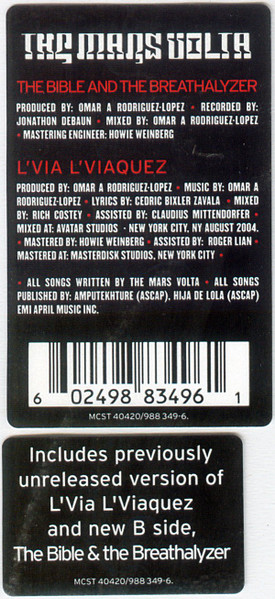 THE MARS VOLTA
THE BIBLE AND THE BREATHALYZER
PRODUCED BY: OMAR A RODRIGUEZ-LOPEZ • RECORDED BY:
JONATHON DEBAUN • MIXED BY: OMAR A RODRIGUEZ-LOPEZ
• MASTERING ENGINEER: HOWIE WEINBERG
L'VIA L'VIAQUEZ
PRODUCED BY: OMAR A RODRIGUEZ-LOPEZ • MUSIC BY: OMAR A
RODRIGUEZ-LOPEZ • LYRICS BY: CEDRIC BIXLER ZAVALA • MIXED
BY: RICH COSTEY • ASSISTED BY: CLAUDIUS MITTENDORFER •
MIXED AT: AVATAR STUDIOS • NEW YORK CITY, NY AUGUST 2004.
• MASTERED BY: HOWIE WEINBERG • ASSISTED BY: ROGER LIAN •
MASTERED AT: MASTERDISK STUDIOS, NEW YORK CITY •
• ALL SONGS WRITTEN BY THE MARS VOLTA • ALL SONGS
PUBLISHED BY: AMPUTEKHTURE (ASCAP), HIJA DE LOLA (ASCAP)
EMI APRIL MUSIC INC.
6 02498 83496 1
MCST 40420/988 349-6.
Includes previously
unreleased version of
L'Via L'Viaquez
and new B side,
The Bible & the Breathalyzer
MCST 40420/988 349-6.